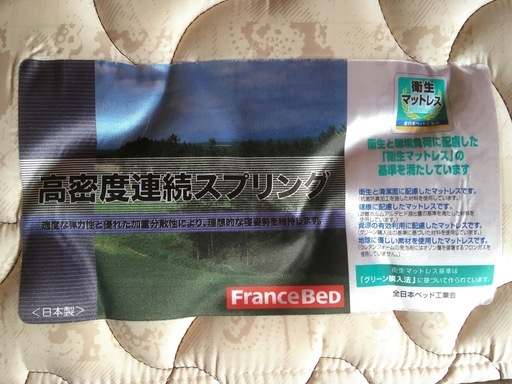 高密度連続スプリング
適度な弾力性と優れた加重分散性により、理想的な寝姿勢を維持します。
FRANCEBED
<日本製>
衛生
マットレス
全日本ベッド工業会
衛生と環境負荷に配慮した
「衛生マットレス」の
基準を満たしています
衛生と清潔面に配慮したマットレスです。
健康に配慮したマットレスです。
資源の有効利用に配慮したマットレスです。
地球に優しい素材を使用したマットレスです。
衛生マットレス基準は
「グリーン購入法」に基づいて作られています。
全日本ベッド工業会